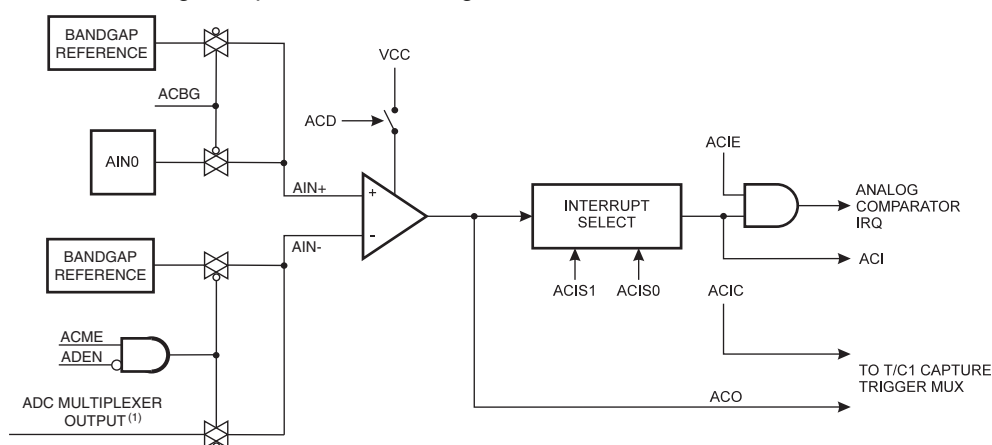 BANDGAP
REFERENCE
VCC
ACBG
ACD
ACIE
AIN0
AIN+
+
INTERRUPT
SELECT
ANALOG
COMPARATOR
IRQ
-
AIN-
BANDGAP
REFERENCE
ACI
ACIS1 ACIS0 ACIC
ACME
ADEN
TO T/C1 CAPTURE
TRIGGER MUX
ADC MULTIPLEXER
OUTPUT (1)
ACO